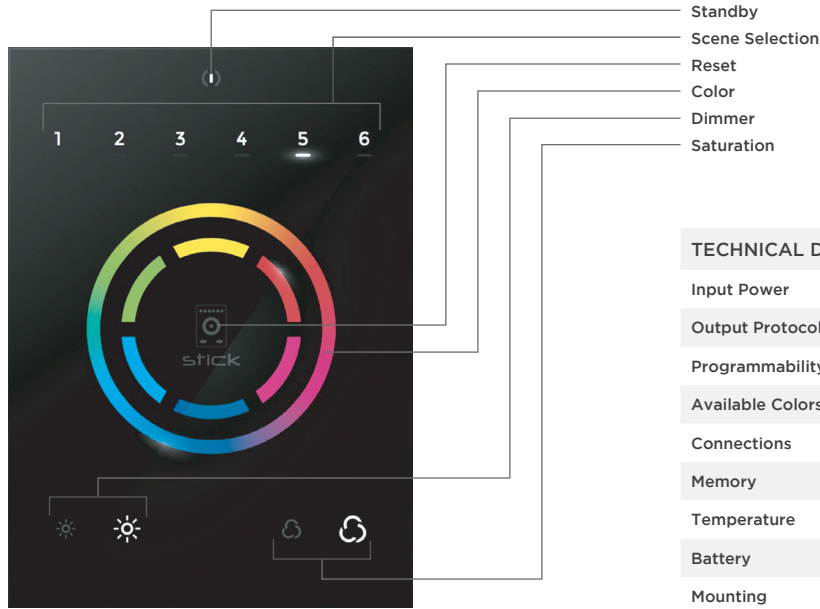 Standby
Scene Selection
Reset
Color
Dimmer
Saturation
1 2 3 4 5 6
stick
TECHNICAL D
Input Power
Output Protocol
Programmability
Available Colors
Connections
Memory
Temperature
Battery
Mounting